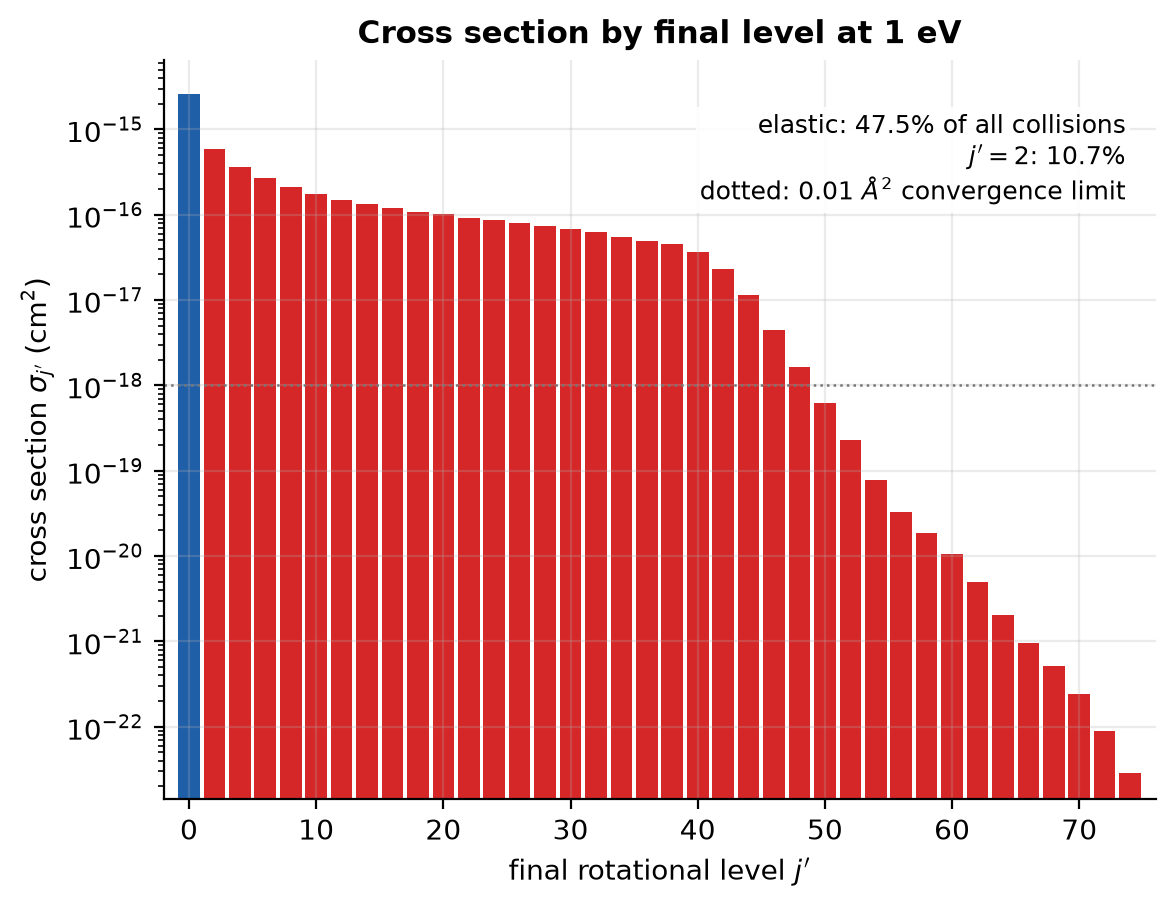 Cross section by final level at 1 eV
elastic: 47.5% of all collisions
j′ = 2: 10.7%
dotted: 0.01 Å² convergence limit
cross section σ_j′ (cm²)
10⁻¹⁵
10⁻¹⁶
10⁻¹⁷
10⁻¹⁸
10⁻¹⁹
10⁻²⁰
10⁻²¹
10⁻²²
0 10 20 30 40 50 60 70
final rotational level j′